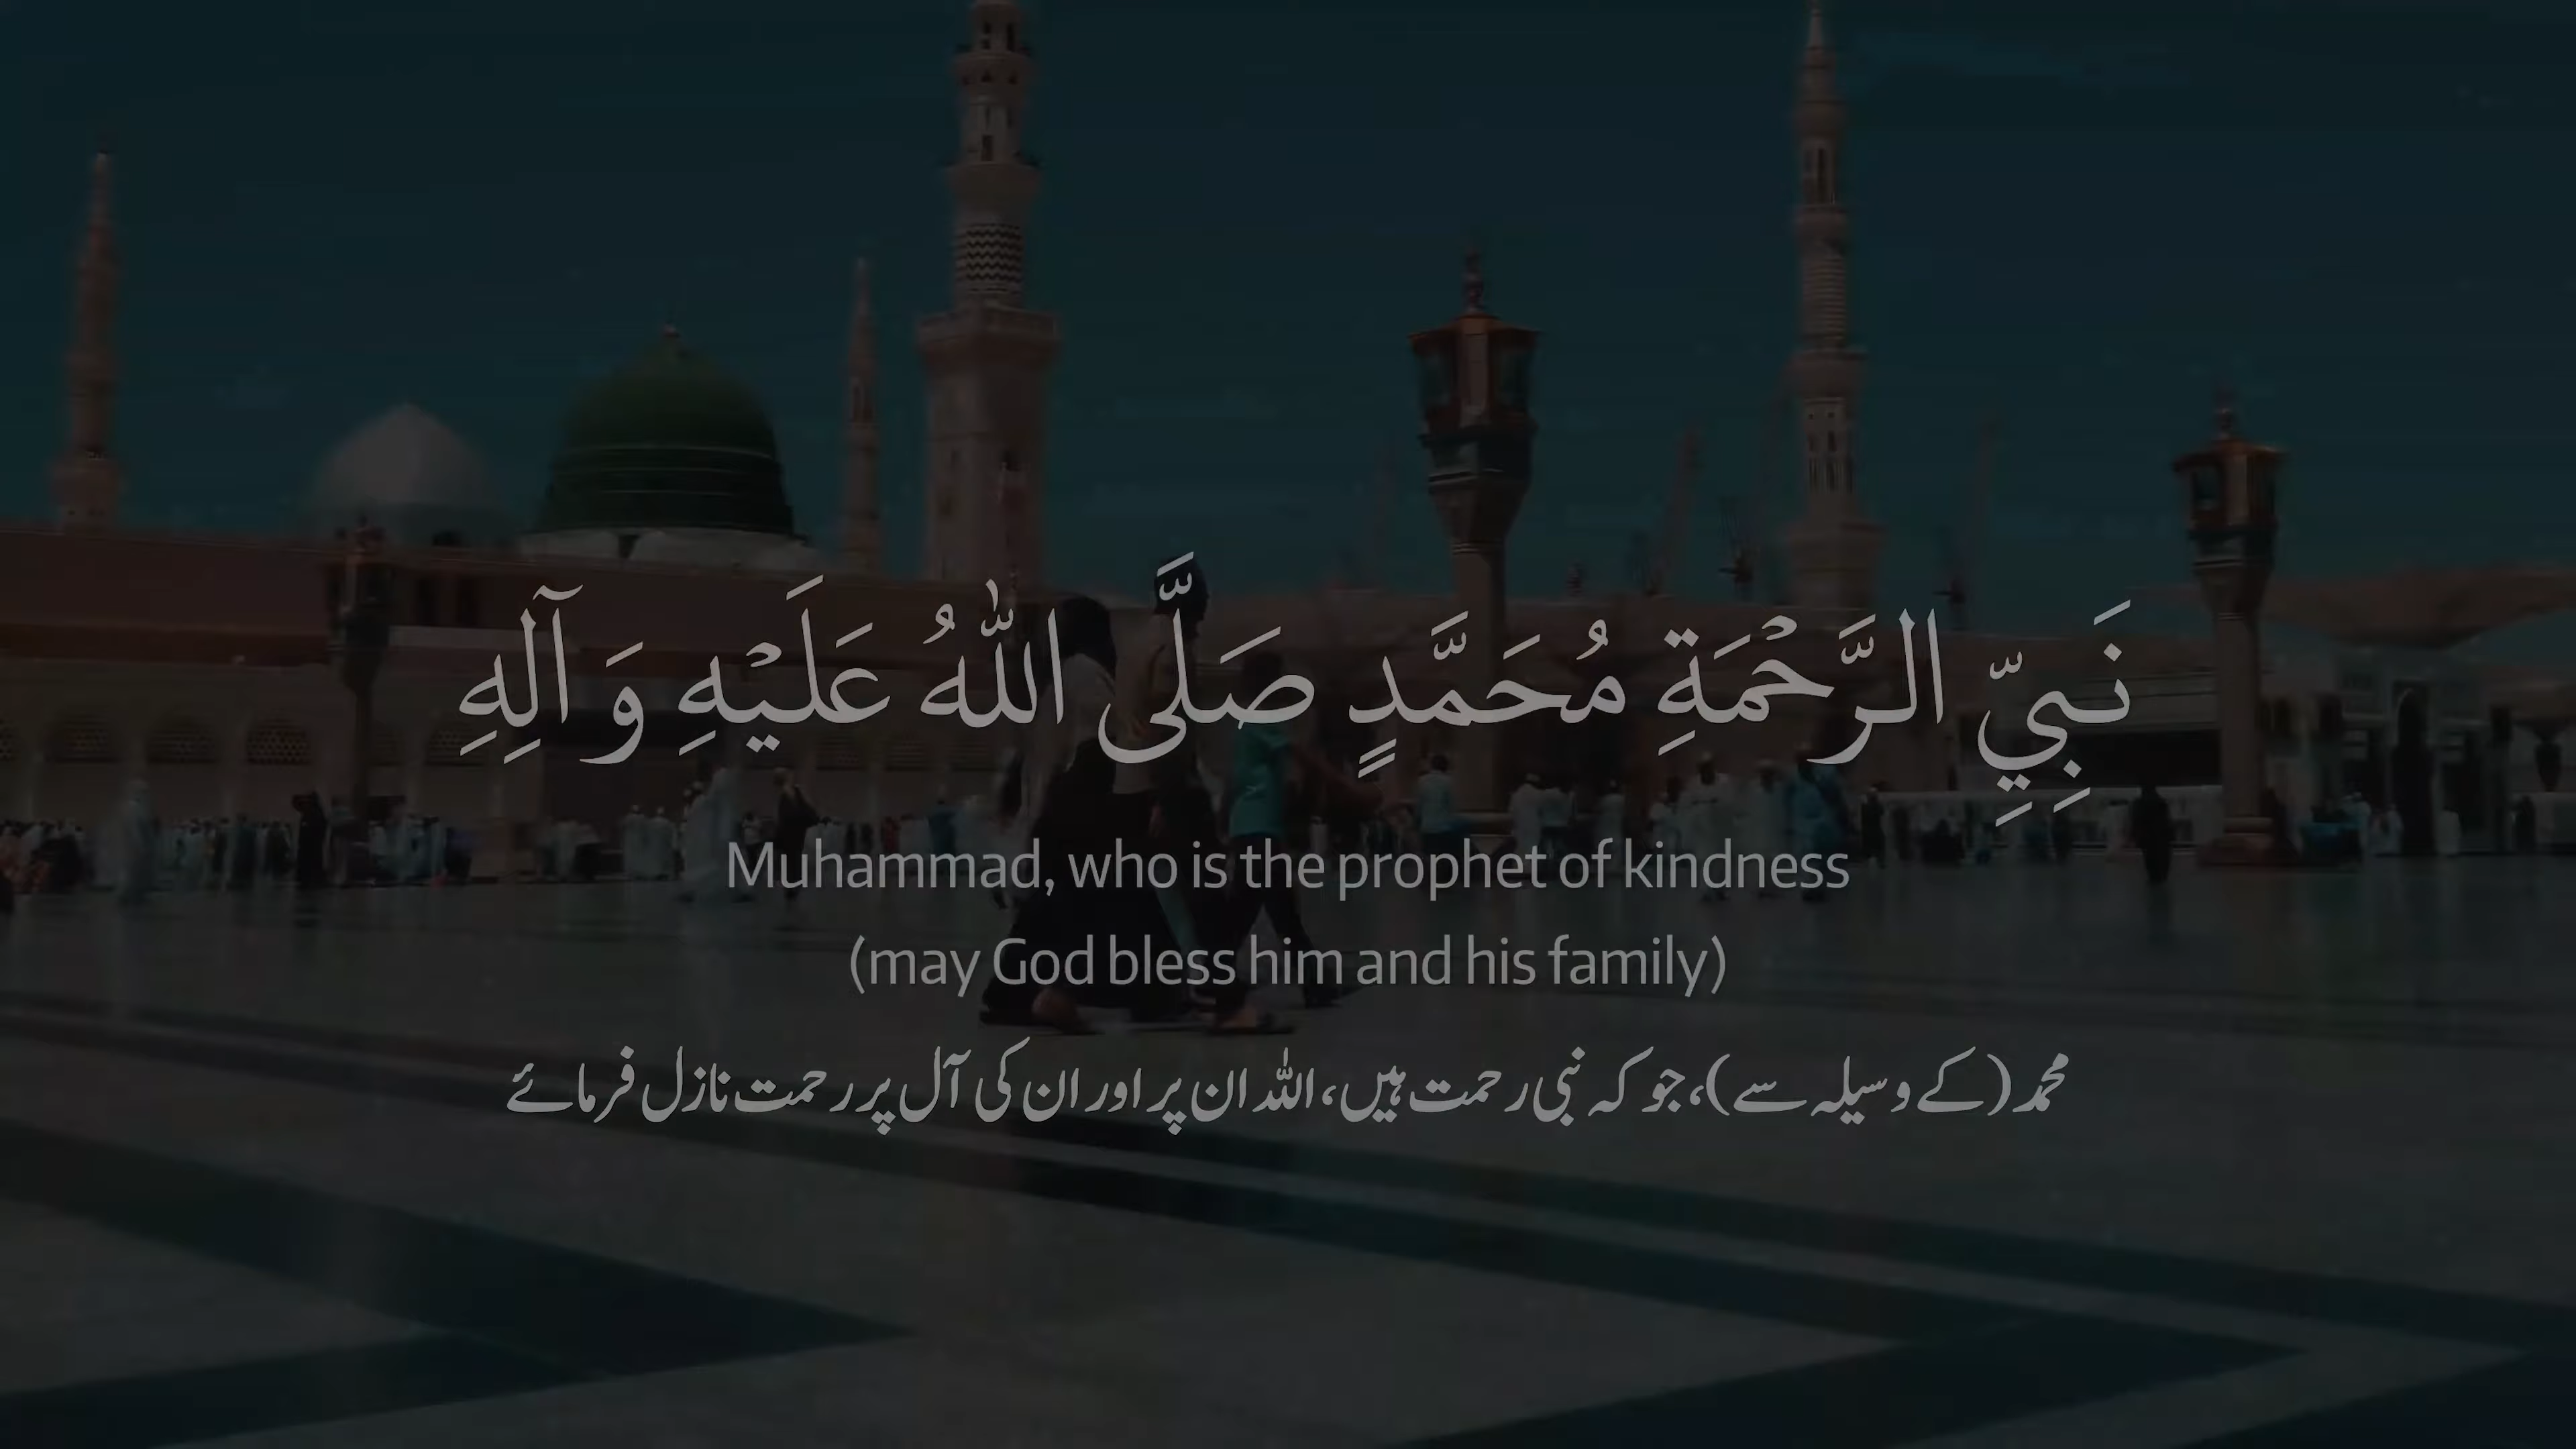 نَبِيِّ الرَّحْمَةِ مُحَمَّدٍ صَلَّى اللّٰهُ عَلَيْهِ وَ آلِهِ
Muhammad, who is the prophet of kindness
(may God bless him and his family)
محمد (کے وسیلہ سے)، جو کہ نبی رحمت ہیں، اللہ ان پر اور ان کی آل پر رحمت نازل فرمائے